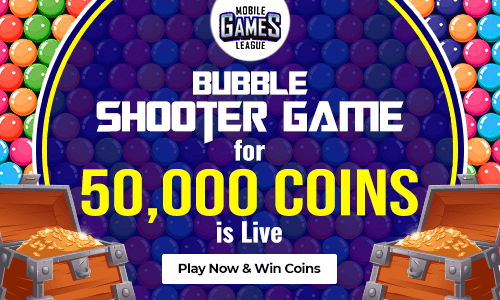 MOBILE
GAMES
LEAGUE
BUBBLE
SHOOTER GAME
for
50,000 COINS
is Live
Play Now & Win Coins